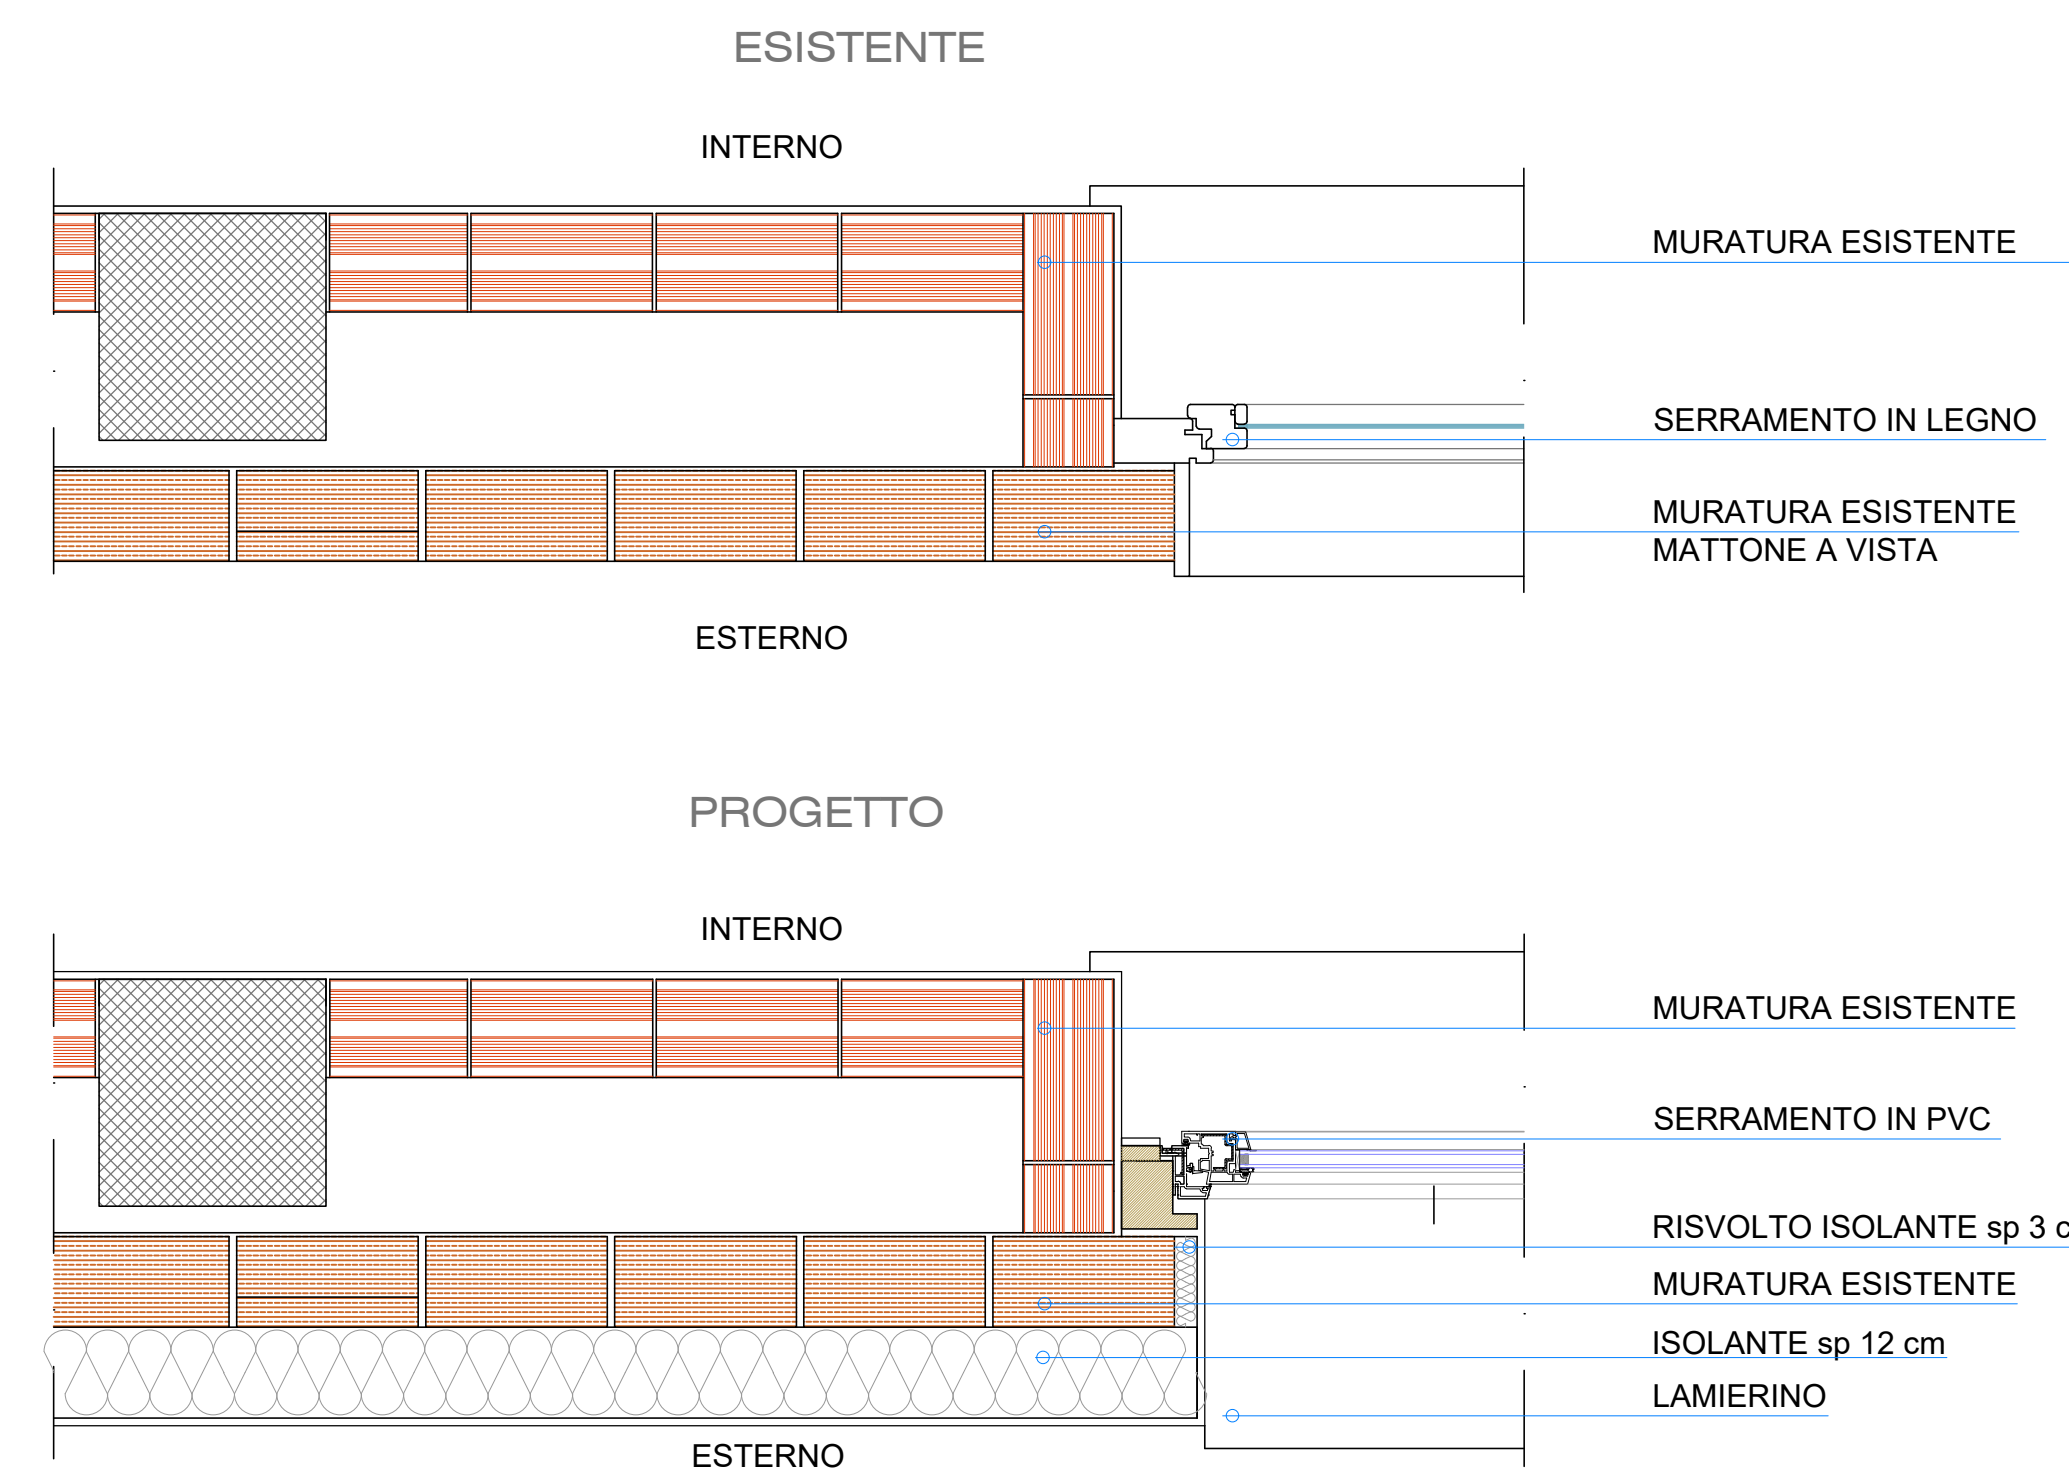 ESISTENTE
INTERNO
MURATURA ESISTENTE
SERRAMENTO IN LEGNO
MURATURA ESISTENTE
MATTONE A VISTA
ESTERNO
PROGETTO
INTERNO
MURATURA ESISTENTE
SERRAMENTO IN PVC
RISVOLTO ISOLANTE sp 3 c
MURATURA ESISTENTE
ISOLANTE sp 12 cm
LAMIERINO
ESTERNO